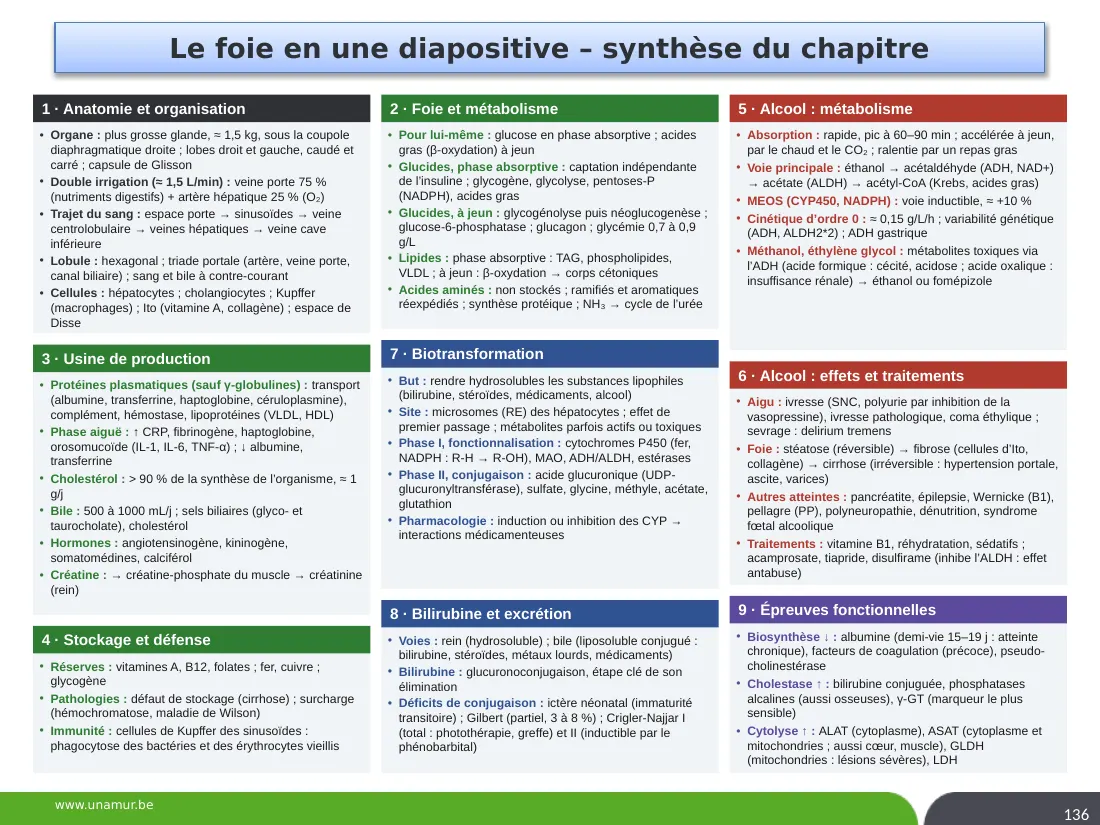 Le foie en une diapositive – synthèse du chapitre
1 · Anatomie et organisation
• Organe : plus grosse glande, ≈ 1,5 kg, sous la coupole
diaphragmatique droite ; lobes droit et gauche, caudé et
carré ; capsule de Glisson
• Double irrigation (≈ 1,5 L/min) : veine porte 75 %
(nutriments digestifs) + artère hépatique 25 % (O₂)
• Trajet du sang : espace porte → sinusoïdes → veine
centrolobulaire → veines hépatiques → veine cave
inférieure
• Lobule : hexagonal ; triade portale (artère, veine porte,
canal biliaire) ; sang et bile à contre-courant
• Cellules : hépatocytes ; cholangiocytes ; Kupffer
(macrophages) ; Ito (vitamine A, collagène) ; espace de
Disse
3 · Usine de production
• Protéines plasmatiques (sauf γ-globulines) : transport
(albumine, transferrine, haptoglobine, céruloplasmine),
complément, hémostase, lipoprotéines (VLDL, HDL)
• Phase aiguë : ↑ CRP, fibrinogène, haptoglobine,
orosomucoïde (IL-1, IL-6, TNF-α) ; ↓ albumine,
transferrine
• Cholestérol : > 90 % de la synthèse de l’organisme, ≈ 1
g/j
• Bile : 500 à 1000 mL/j ; sels biliaires (glyco- et
taurocholate), cholestérol
• Hormones : angiotensinogène, kininogène,
somatomédines, calciférol
• Créatine : → créatine-phosphate du muscle → créatinine
(rein)
4 · Stockage et défense
• Réserves : vitamines A, B12, folates ; fer, cuivre ;
glycogène
• Pathologies : défaut de stockage (cirrhose) ; surcharge
(hémochromatose, maladie de Wilson)
• Immunité : cellules de Kupffer des sinusoïdes :
phagocytose des bactéries et des érythrocytes vieillis
2 · Foie et métabolisme
• Pour lui-même : glucose en phase absorptive ; acides
gras (β-oxydation) à jeun
• Glucides, phase absorptive : captation indépendante
de l’insuline ; glycogène, glycolyse, pentoses-P
(NADPH), acides gras
• Glucides, à jeun : glycogénolyse puis néoglucogenèse ;
glucose-6-phosphatase ; glucagon ; glycémie 0,7 à 0,9
g/L
• Lipides : phase absorptive : TAG, phospholipides,
VLDL ; à jeun : β-oxydation → corps cétoniques
• Acides aminés : non stockés ; ramifiés et aromatiques
réexpédiés ; synthèse protéique ; NH₃ → cycle de l’urée
7 · Biotransformation
• But : rendre hydrosolubles les substances lipophiles
(bilirubine, stéroïdes, médicaments, alcool)
• Site : microsomes (RE) des hépatocytes ; effet de
premier passage ; métabolites parfois actifs ou toxiques
• Phase I, fonctionnalisation : cytochromes P450 (fer,
NADPH : R-H → R-OH), MAO, ADH/ALDH, estérases
• Phase II, conjugaison : acide glucuronique (UDP-
glucuronyltransférase), sulfate, glycine, méthyle, acétate,
glutathion
• Pharmacologie : induction ou inhibition des CYP →
interactions médicamenteuses
8 · Bilirubine et excrétion
• Voies : rein (hydrosoluble) ; bile (liposoluble conjugué :
bilirubine, stéroïdes, métaux lourds, médicaments)
• Bilirubine : glucuronoconjugaison, étape clé de son
élimination
• Déficits de conjugaison : ictère néonatal (immaturité
transitoire) ; Gilbert (partiel, 3 à 8 %) ; Crigler-Najjar I
(total : photothérapie, greffe) et II (inductible par le
phénobarbital)
5 · Alcool : métabolisme
• Absorption : rapide, pic à 60–90 min ; accélérée à jeun,
par le chaud et le CO₂ ; ralentie par un repas gras
• Voie principale : éthanol → acétaldéhyde (ADH, NAD+)
→ acétate (ALDH) → acétyl-CoA (Krebs, acides gras)
• MEOS (CYP450, NADPH) : voie inductible, ≈ +10 %
• Cinétique d’ordre 0 : ≈ 0,15 g/L/h ; variabilité génétique
(ADH, ALDH2*2) ; ADH gastrique
• Méthanol, éthylène glycol : métabolites toxiques via
l’ADH (acide formique : cécité, acidose ; acide oxalique :
insuffisance rénale) → éthanol ou fomépizole
6 · Alcool : effets et traitements
• Aigu : ivresse (SNC, polyurie par inhibition de la
vasopressine), ivresse pathologique, coma éthylique ;
sevrage : delirium tremens
• Foie : stéatose (réversible) → fibrose (cellules d’Ito,
collagène) → cirrhose (irréversible : hypertension portale,
ascite, varices)
• Autres atteintes : pancréatite, épilepsie, Wernicke (B1),
pellagre (PP), polyneuropathie, dénutrition, syndrome
fœtal alcoolique
• Traitements : vitamine B1, réhydratation, sédatifs ;
acamprosate, tiapride, disulfirame (inhibe l’ALDH : effet
antabuse)
9 · Épreuves fonctionnelles
• Biosynthèse ↓ : albumine (demi-vie 15–19 j : atteinte
chronique), facteurs de coagulation (précoce), pseudo-
cholinestérase
• Cholestase ↑ : bilirubine conjuguée, phosphatases
alcalines (aussi osseuses), γ-GT (marqueur le plus
sensible)
• Cytolyse ↑ : ALAT (cytoplasme), ASAT (cytoplasme et
mitochondries ; aussi cœur, muscle), GLDH
(mitochondries : lésions sévères), LDH
www.unamur.be
136